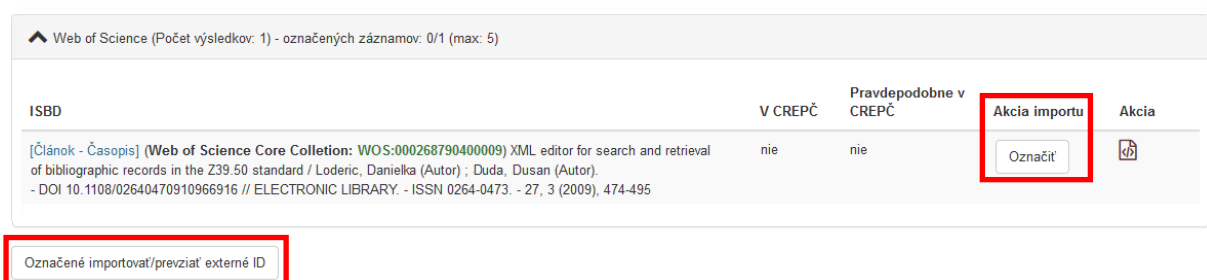 Web of Science (Počet výsledkov: 1) - označených záznamov: 0/1 (max: 5)
ISBD V CREPČ Pravdepodobne v CREPČ Akcia importu Akcia
[Článok - Časopis] (Web of Science Core Colletion: WOS:000268790400009) XML editor for search and retrieval
of bibliographic records in the Z39.50 standard / Loderic, Danielka (Autor) ; Duda, Dusan (Autor).
- DOI 10.1108/02640470910966916 // ELECTRONIC LIBRARY. - ISSN 0264-0473. - 27, 3 (2009), 474-495
nie nie Označiť
Označené importovať/prevziať externé ID